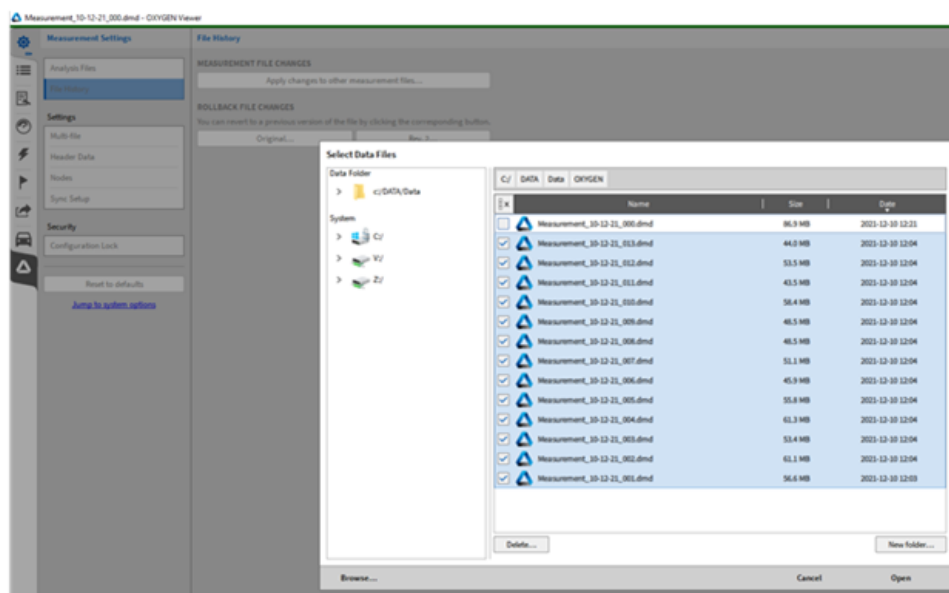 Measurement_10-12-21_000.dmd - OXYGEN Viewer
Measurement Settings
Analysis Files
File History
Settings
Multi-file
Header Data
Nodes
Sync Setup
Security
Configuration Lock
Reset to defaults
Jump to system options
File History
MEASUREMENT FILE CHANGES
Apply changes to other measurement files...
ROLLBACK FILE CHANGES
You can revert to a previous version of the file by clicking the corresponding button.
Original... Rev. 1...
Select Data Files
Data Folder
c:/DATA/Data
System
C:/
V:/
Z:/
C:/ DATA Data OXYGEN
Name Size Date
Measurement_10-12-21_000.dmd 86.9 MB 2021-12-10 12:21
Measurement_10-12-21_013.dmd 44.0 MB 2021-12-10 12:04
Measurement_10-12-21_012.dmd 53.5 MB 2021-12-10 12:04
Measurement_10-12-21_011.dmd 43.5 MB 2021-12-10 12:04
Measurement_10-12-21_010.dmd 58.4 MB 2021-12-10 12:04
Measurement_10-12-21_009.dmd 48.5 MB 2021-12-10 12:04
Measurement_10-12-21_008.dmd 48.5 MB 2021-12-10 12:04
Measurement_10-12-21_007.dmd 51.1 MB 2021-12-10 12:04
Measurement_10-12-21_006.dmd 45.9 MB 2021-12-10 12:04
Measurement_10-12-21_005.dmd 55.8 MB 2021-12-10 12:04
Measurement_10-12-21_004.dmd 61.3 MB 2021-12-10 12:04
Measurement_10-12-21_003.dmd 53.4 MB 2021-12-10 12:04
Measurement_10-12-21_002.dmd 61.1 MB 2021-12-10 12:04
Measurement_10-12-21_001.dmd 56.6 MB 2021-12-10 12:03
Delete... New folder...
Browse... Cancel Open